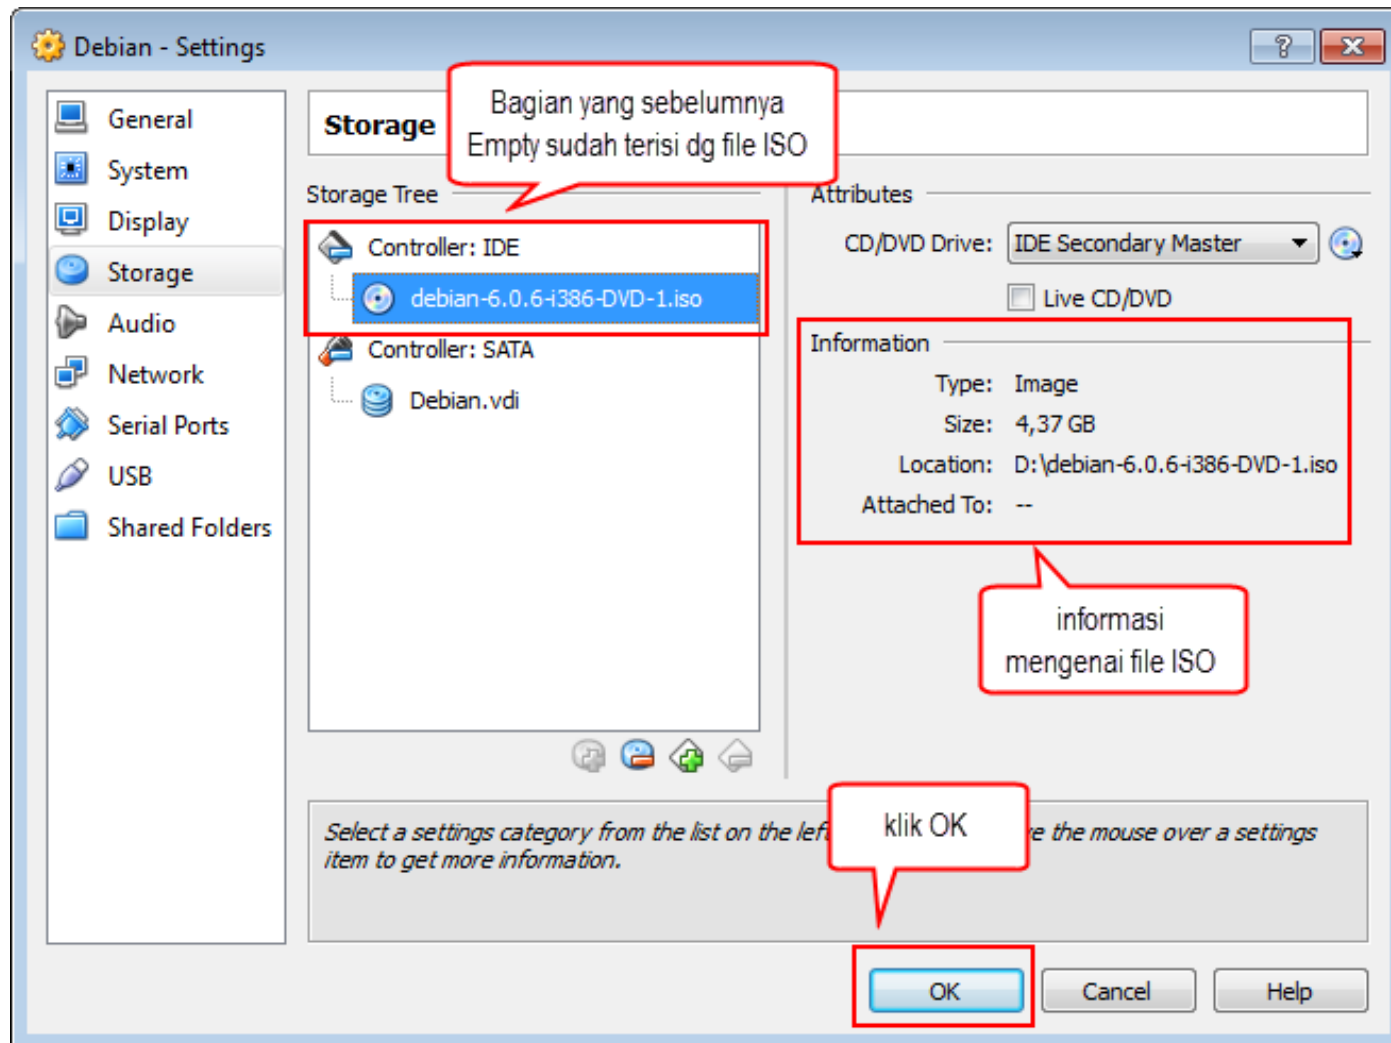 Debian - Settings
General
System
Display
Storage
Audio
Network
Serial Ports
USB
Shared Folders
Storage
Bagian yang sebelumnya
Empty sudah terisi dg file ISO
Storage Tree
Controller: IDE
debian-6.0.6-i386-DVD-1.iso
Controller: SATA
Debian.vdi
Attributes
CD/DVD Drive: IDE Secondary Master
Live CD/DVD
Information
Type: Image
Size: 4,37 GB
Location: D:\debian-6.0.6-i386-DVD-1.iso
Attached To: --
informasi
mengenai file ISO
klik OK
Select a settings category from the list on the left the mouse over a settings
item to get more information.
OK
Cancel
Help